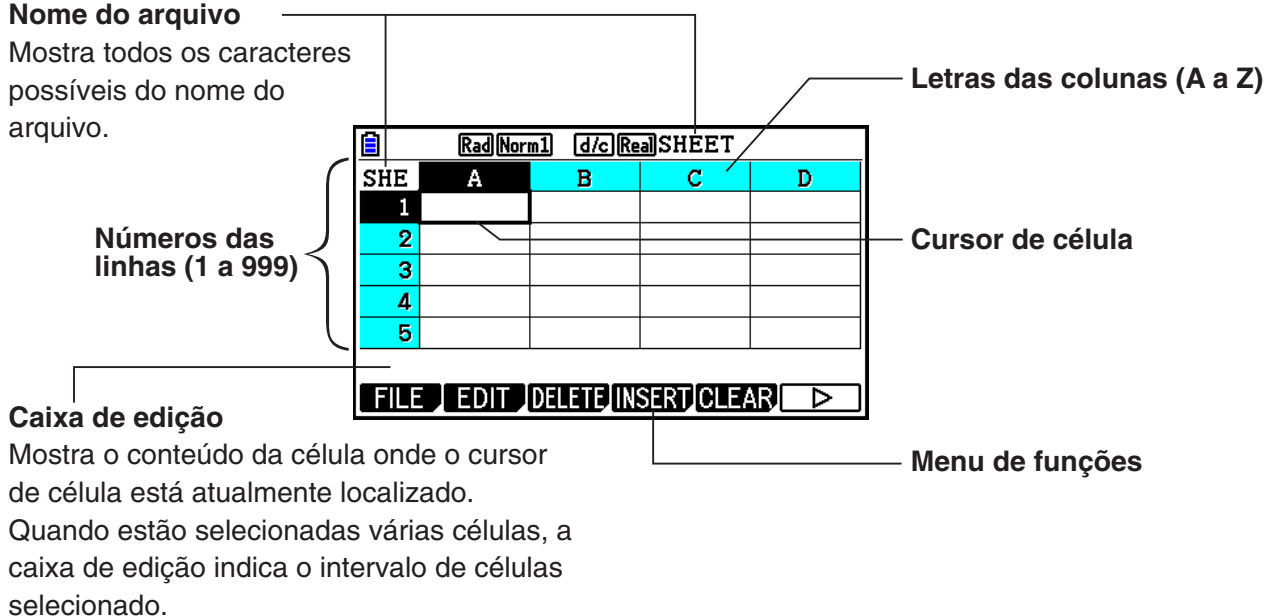 Nome do arquivo
Mostra todos os caracteres
possíveis do nome do
arquivo.
Letras das colunas (A a Z)
Rad Norm1 d/c Real SHEET
SHE A B C D
1
2
3
4
5
Números das
linhas (1 a 999)
Cursor de célula
FILE EDIT DELETE INSERT CLEAR
Caixa de edição
Mostra o conteúdo da célula onde o cursor
de célula está atualmente localizado.
Quando estão selecionadas várias células, a
caixa de edição indica o intervalo de células
selecionado.
Menu de funções